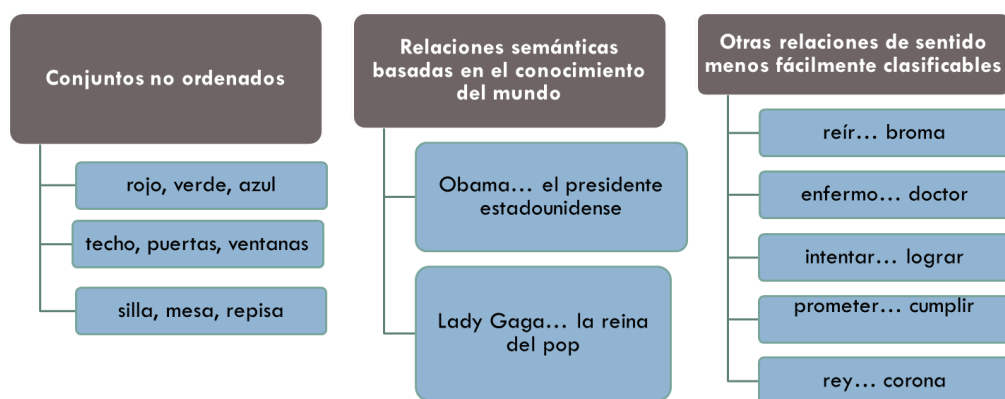 Conjuntos no ordenados
rojo, verde, azul
techo, puertas, ventanas
silla, mesa, repisa
Relaciones semánticas
basadas en el conocimiento
del mundo
Obama... el presidente
estadounidense
Lady Gaga... la reina
del pop
Otras relaciones de sentido
menos fácilmente clasificables
reír... broma
enfermo... doctor
intentar... lograr
prometer... cumplir
rey... corona